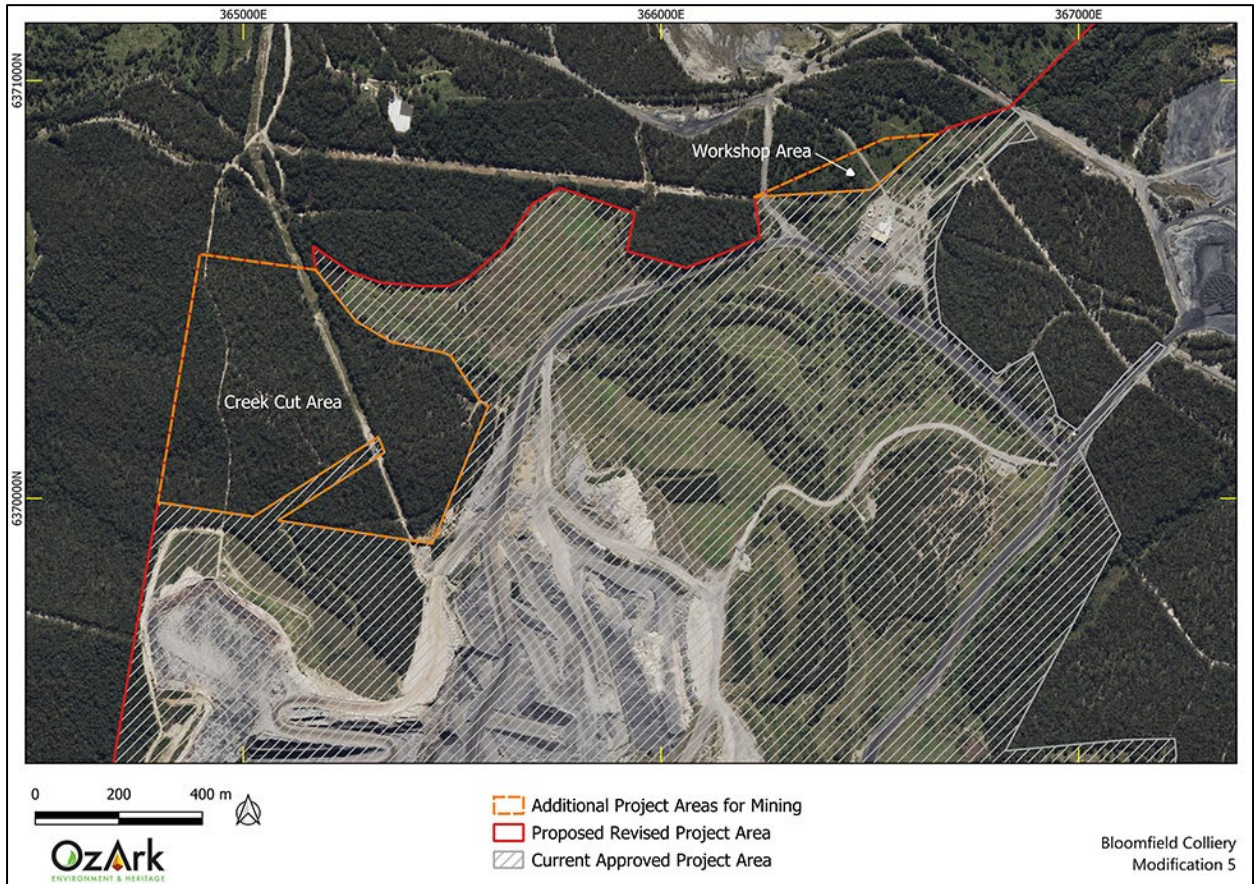 365000E
366000E
367000E
6371000N
Workshop Area
Creek Cut Area
6370000N
0 200 400 m
Additional Project Areas for Mining
Proposed Revised Project Area
Current Approved Project Area
OzArk
ENVIRONMENT & HERITAGE
Bloomfield Colliery
Modification 5